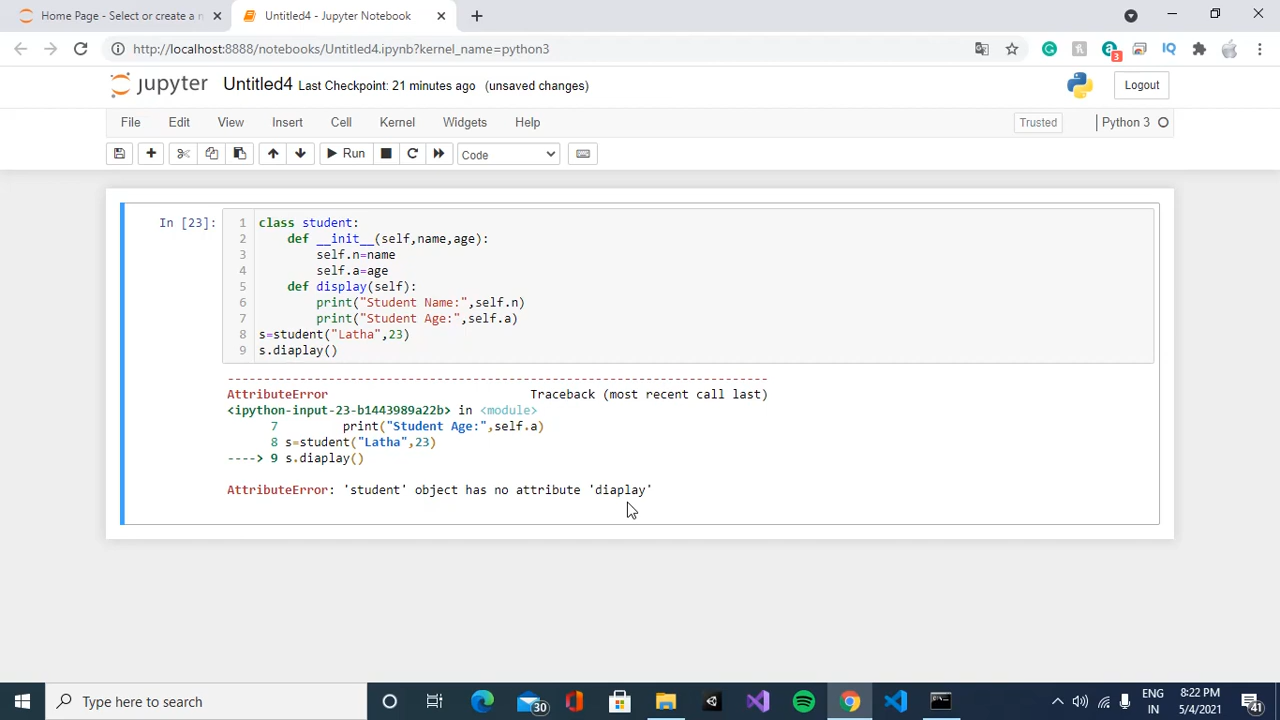 Home Page - Select or create a n
Untitled4 - Jupyter Notebook
http://localhost:8888/notebooks/Untitled4.ipynb?kernel_name=python3
3
IQ
jupyter Untitled4 Last Checkpoint: 21 minutes ago (unsaved changes)
Logout
File Edit View Insert Cell Kernel Widgets Help
Trusted
Python 3
Run
Code
In [23]:
1 class student:
2     def __init__(self,name,age):
3         self.n=name
4         self.a=age
5     def display(self):
6         print("Student Name:",self.n)
7         print("Student Age:",self.a)
8 s=student("Latha",23)
9 s.diaplay()
---------------------------------------------------------------------------
AttributeError                            Traceback (most recent call last)
<ipython-input-23-b1443989a22b> in <module>
      7         print("Student Age:",self.a)
      8 s=student("Latha",23)
----> 9 s.diaplay()
AttributeError: 'student' object has no attribute 'diaplay'
Type here to search
30
ENG
IN
8:22 PM
5/4/2021
41